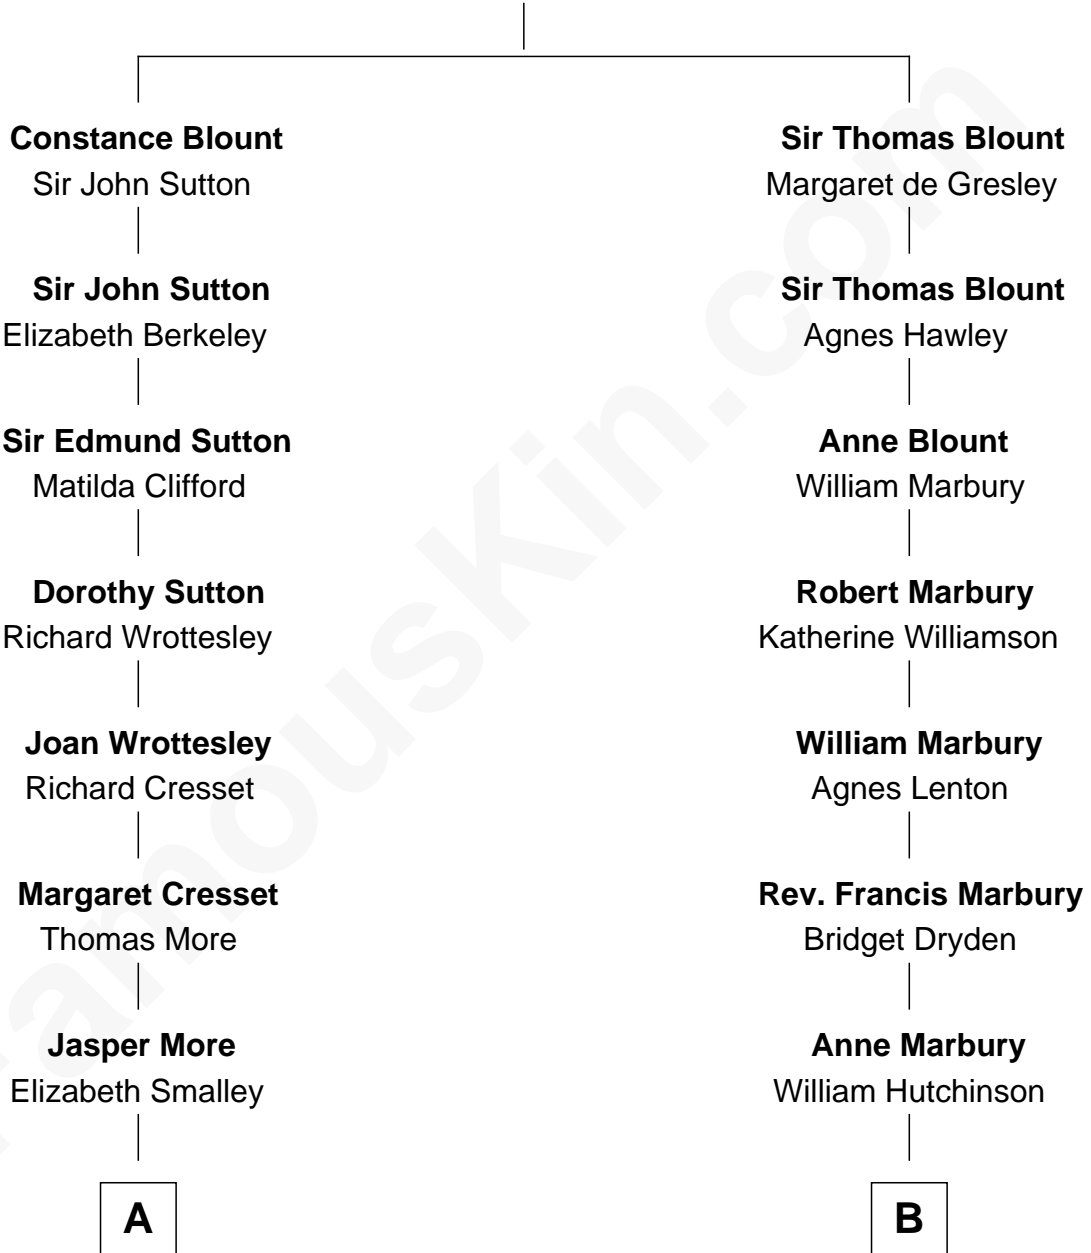 Constance Blount
Sir John Sutton
Sir John Sutton
Elizabeth Berkeley
Sir Edmund Sutton
Matilda Clifford
Dorothy Sutton
Richard Wrottesley
Joan Wrottesley
Richard Cresset
Margaret Cresset
Thomas More
Jasper More
Elizabeth Smalley
A
Sir Thomas Blount
Margaret de Gresley
Sir Thomas Blount
Agnes Hawley
Anne Blount
William Marbury
Robert Marbury
Katherine Williamson
William Marbury
Agnes Lenton
Rev. Francis Marbury
Bridget Dryden
Anne Marbury
William Hutchinson
B
FamousKin.com